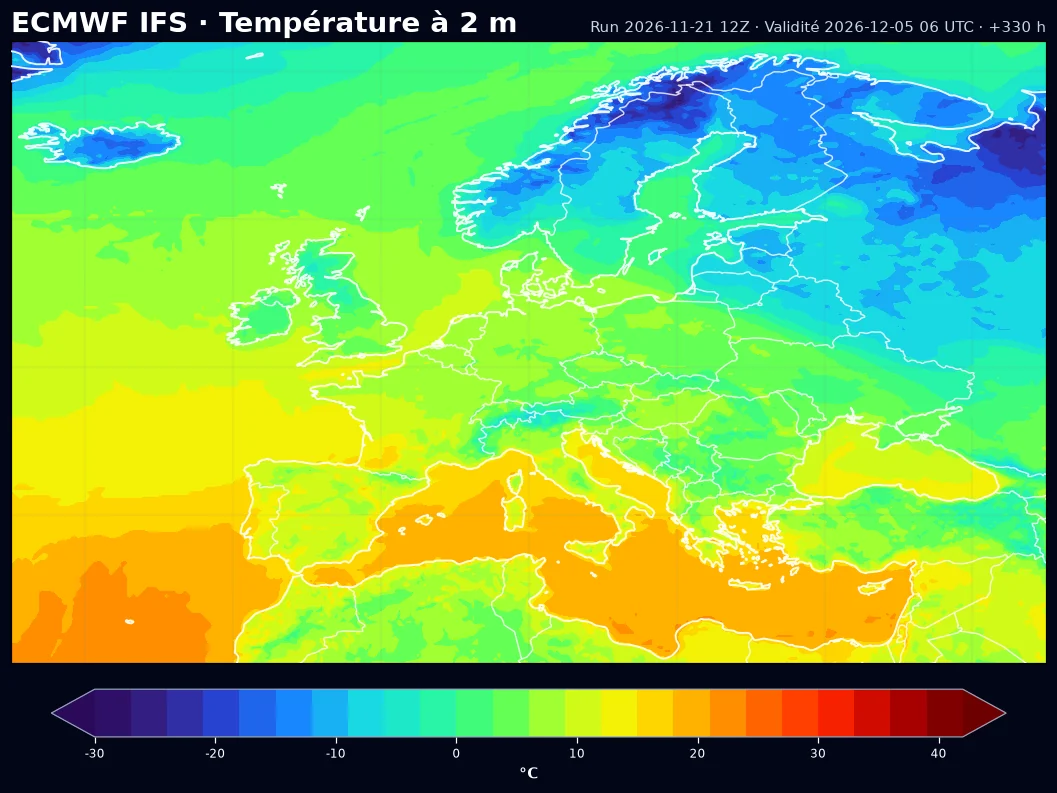 ECMWF IFS · Température à 2 m
Run 2026-11-21 12Z · Validité 2026-12-05 06 UTC · +330 h
-30 -20 -10 0 10 20 30 40
°C